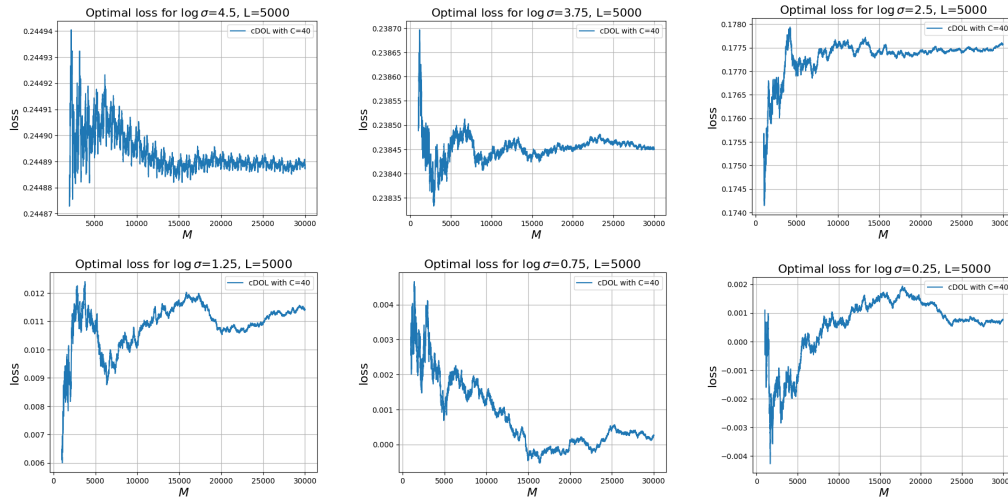 Optimal loss for log σ=4.5, L=5000
cDOL with C=40
loss
0.24494
0.24493
0.24492
0.24491
0.24490
0.24489
0.24488
0.24487
5000 10000 15000 20000 25000 30000
M
Optimal loss for log σ=3.75, L=5000
cDOL with C=40
loss
0.23870
0.23865
0.23860
0.23855
0.23850
0.23845
0.23840
0.23835
0 5000 10000 15000 20000 25000 30000
M
Optimal loss for log σ=2.5, L=5000
cDOL with C=40
loss
0.1780
0.1775
0.1770
0.1765
0.1760
0.1755
0.1750
0.1745
0.1740
0 5000 10000 15000 20000 25000 30000
M
Optimal loss for log σ=1.25, L=5000
cDOL with C=40
loss
0.012
0.011
0.010
0.009
0.008
0.007
0.006
0 5000 10000 15000 20000 25000 30000
M
Optimal loss for log σ=0.75, L=5000
cDOL with C=40
loss
0.004
0.003
0.002
0.001
0.000
0 5000 10000 15000 20000 25000 30000
M
Optimal loss for log σ=0.25, L=5000
cDOL with C=40
loss
0.002
0.001
0.000
−0.001
−0.002
−0.003
−0.004
0 5000 10000 15000 20000 25000 30000
M